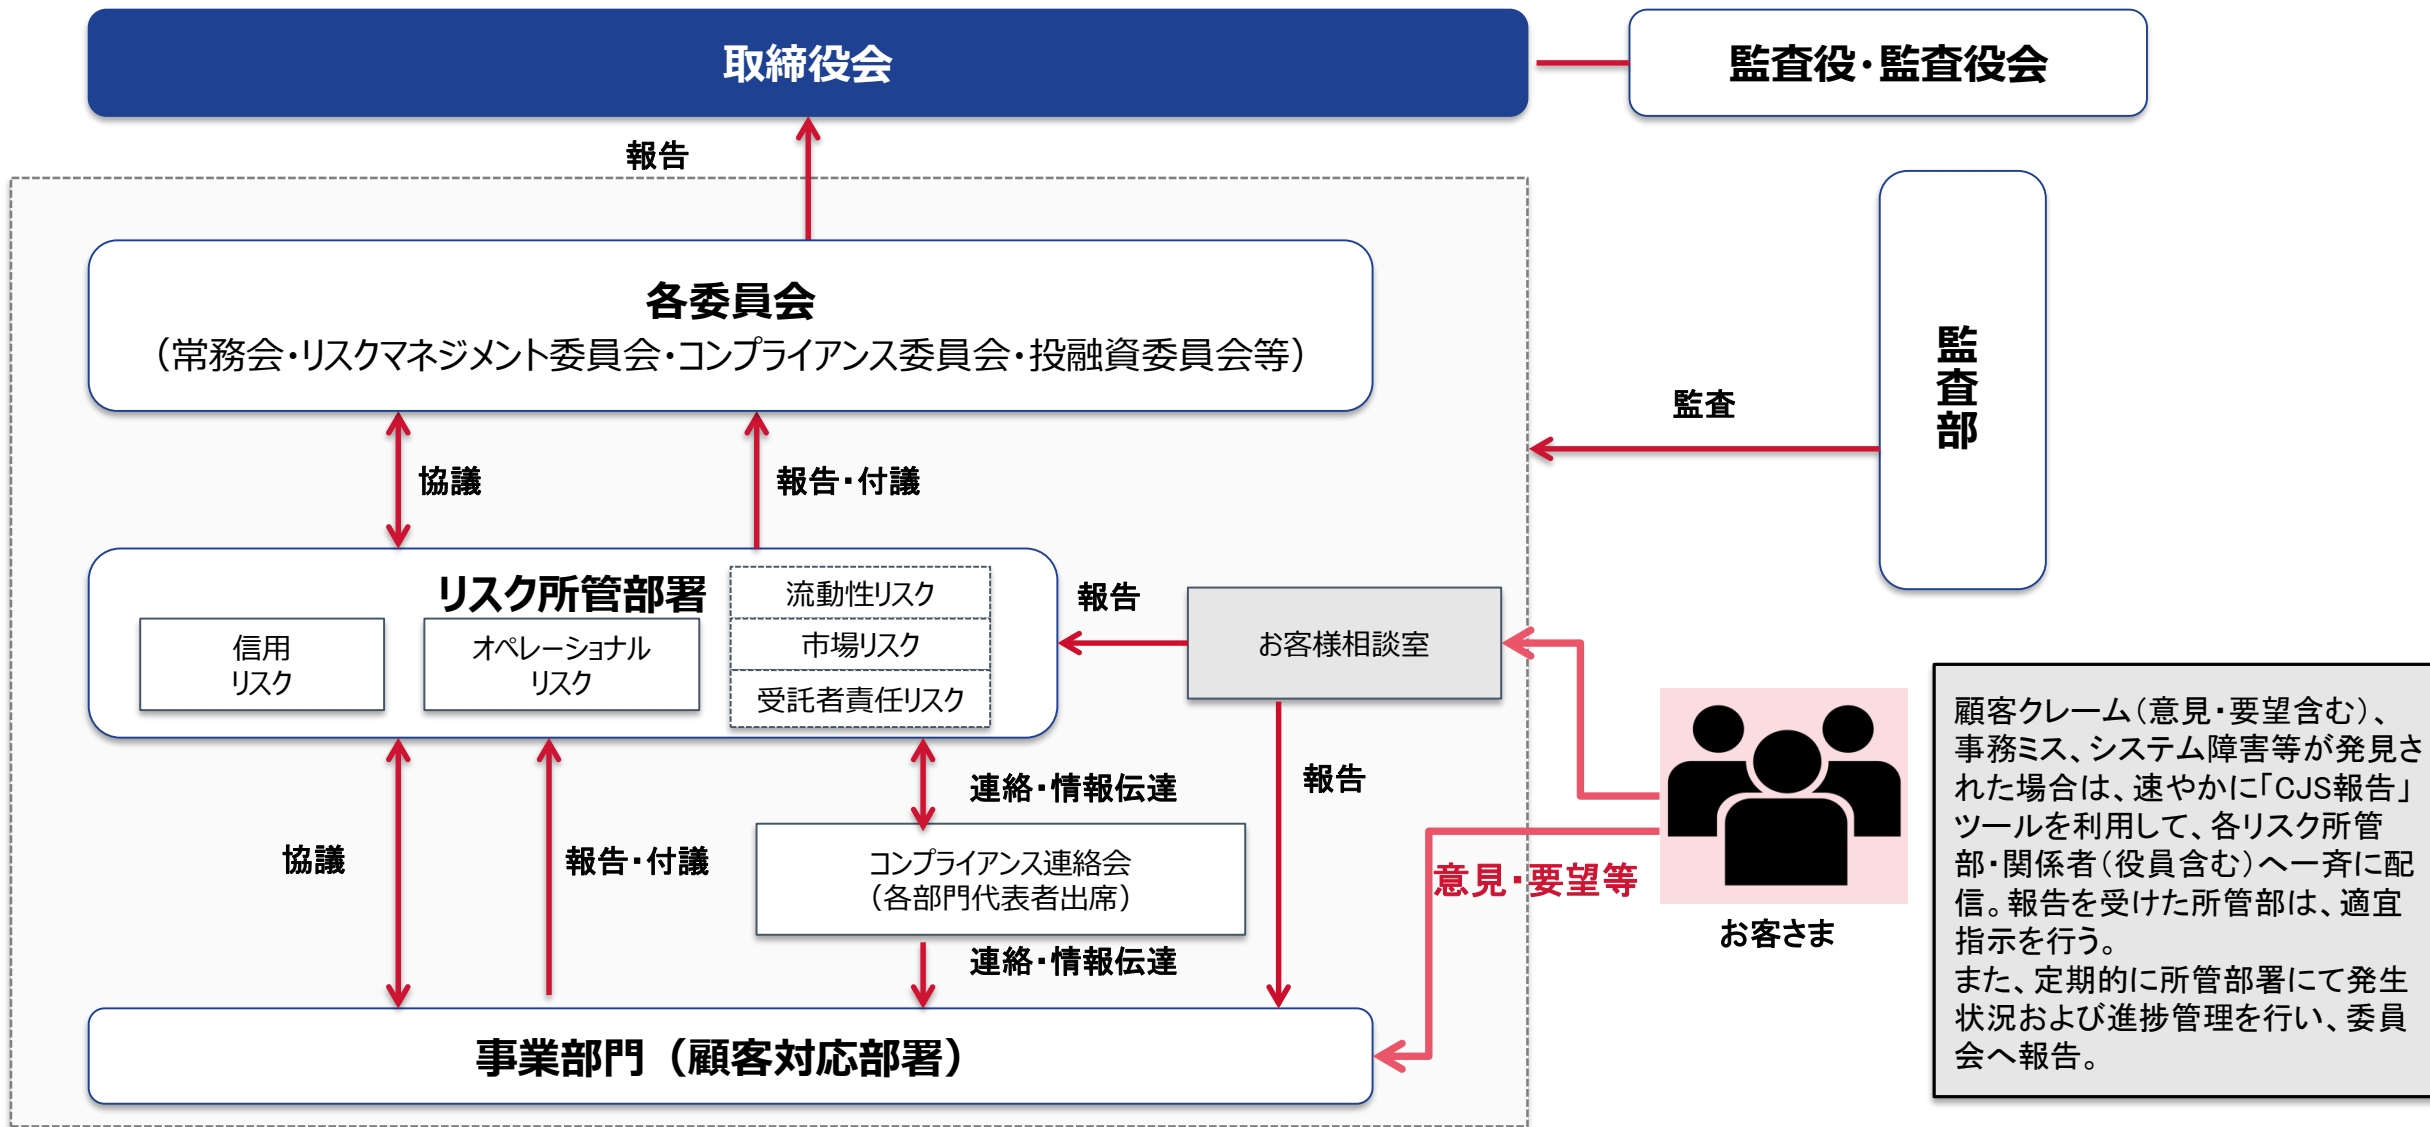 取締役会
監査役・監査役会
報告
各委員会
（常務会・リスクマネジメント委員会・コンプライアンス委員会・投融資委員会等）
監査部
監査
協議
報告・付議
リスク所管部署
信用
リスク
オペレーショナル
リスク
流動性リスク
市場リスク
受託者責任リスク
報告
お客様相談室
連絡・情報伝達
報告
協議
報告・付議
コンプライアンス連絡会
（各部門代表者出席）
連絡・情報伝達
意見・要望等
お客さま
事業部門（顧客対応部署）
顧客クレーム（意見・要望含む）、
事務ミス、システム障害等が発見さ
れた場合は、速やかに「CJS報告」
ツールを利用して、各リスク所管
部・関係者（役員含む）へ一斉に配
信。報告を受けた所管部は、適宜
指示を行う。
また、定期的に所管部署にて発生
状況および進捗管理を行い、委員
会へ報告。